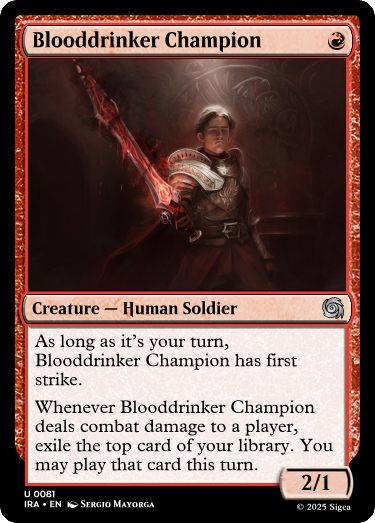 Blooddrinker Champion
Creature — Human Soldier
As long as it's your turn,
Blooddrinker Champion has first
strike.
Whenever Blooddrinker Champion
deals combat damage to a player,
exile the top card of your library. You
may play that card this turn.
2/1
U 0081
IRA • EN Sergio Mayorga
© 2025 Sigea